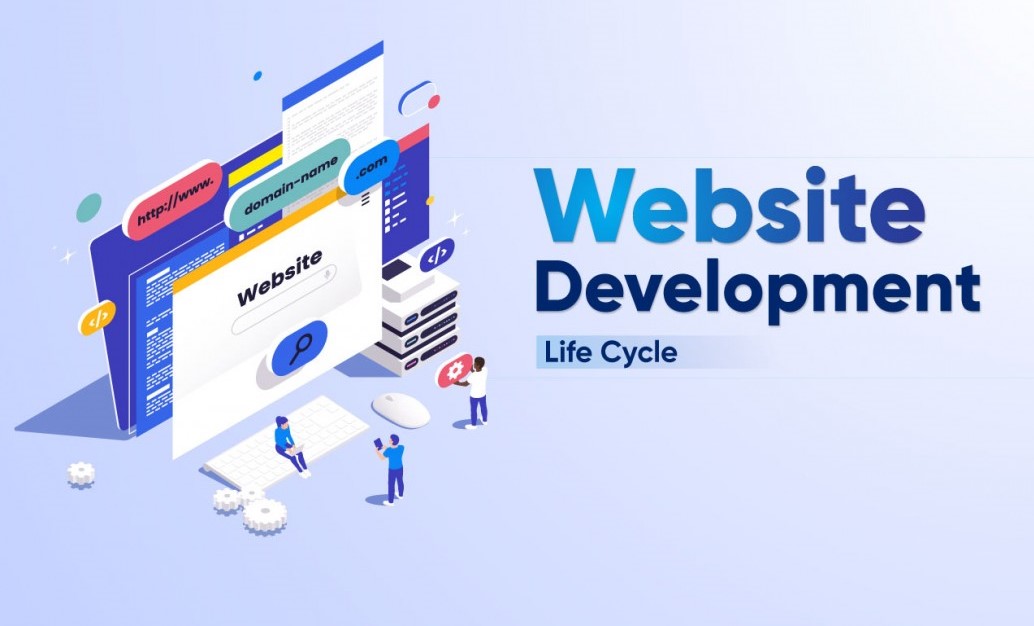 http://www.
domain-name
.com
Website
</>
</>
Website
Development
Life Cycle